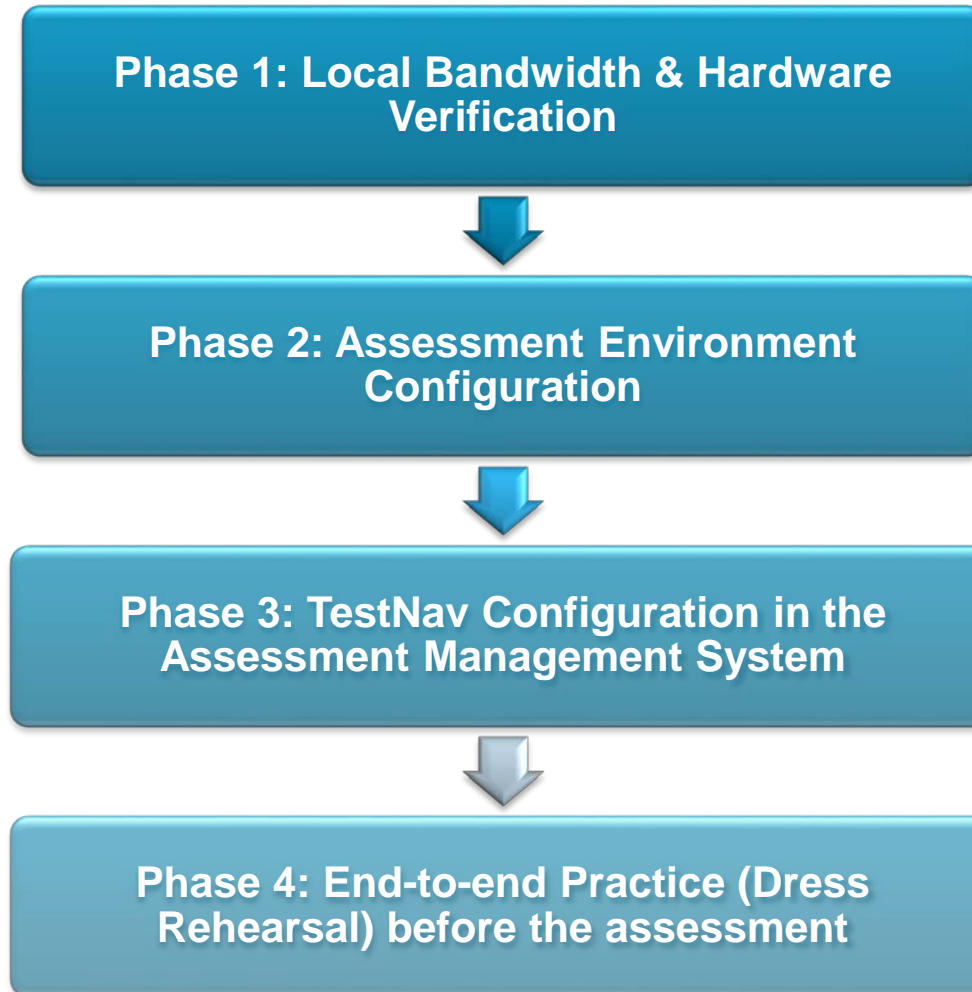 Phase 1: Local Bandwidth & Hardware
Verification
Phase 2: Assessment Environment
Configuration
Phase 3: TestNav Configuration in the
Assessment Management System
Phase 4: End-to-end Practice (Dress
Rehearsal) before the assessment